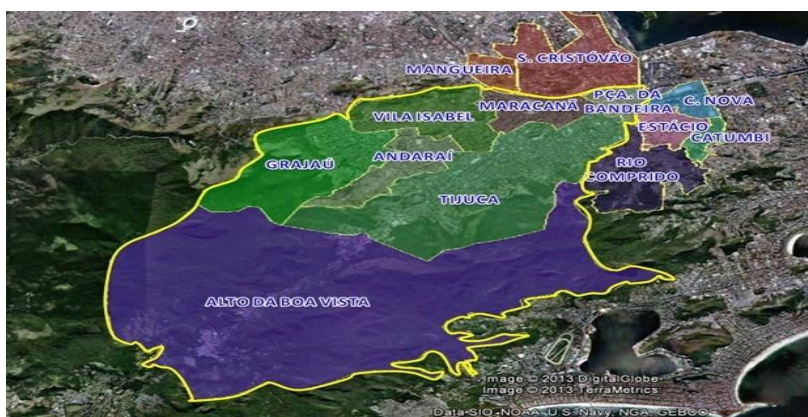 S. CRISTÓVÃO
MANGUEIRA
PÇA. DA
BANDEIRA
C. NOVA
MARACANÃ
VILA ISABEL
ESTÁCIO
CATUMBI
ANDARAÍ
GRAJAÚ
RIO
COMPRIDO
TIJUCA
ALTO DA BOA VISTA
Image © 2013 DigitalGlobe
Image © 2013 TerraMetrics
Data SIO, NOAA, U.S. Navy, NGA, GEBCO